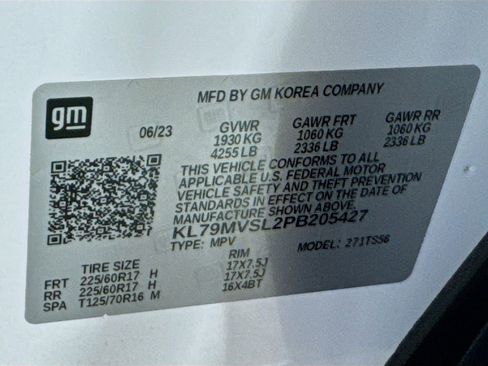 MFD BY GM KOREA COMPANY
gm
06/23 GVWR GAWR FRT GAWR RR
1930 KG 1060 KG 1060 KG
4255 LB 2336 LB 2336 LB
THIS VEHICLE CONFORMS TO ALL
APPLICABLE U.S. FEDERAL MOTOR
VEHICLE SAFETY AND THEFT PREVENTION
STANDARDS IN EFFECT ON THE DATE OF
MANUFACTURE SHOWN ABOVE.
KL79MVSL2PB205427
TYPE: MPV MODEL: 271TS56
TIRE SIZE RIM
FRT 225/60R17 H 17X7.5J
RR 225/60R17 H 17X7.5J
SPA T125/70R16 M 16X4BT